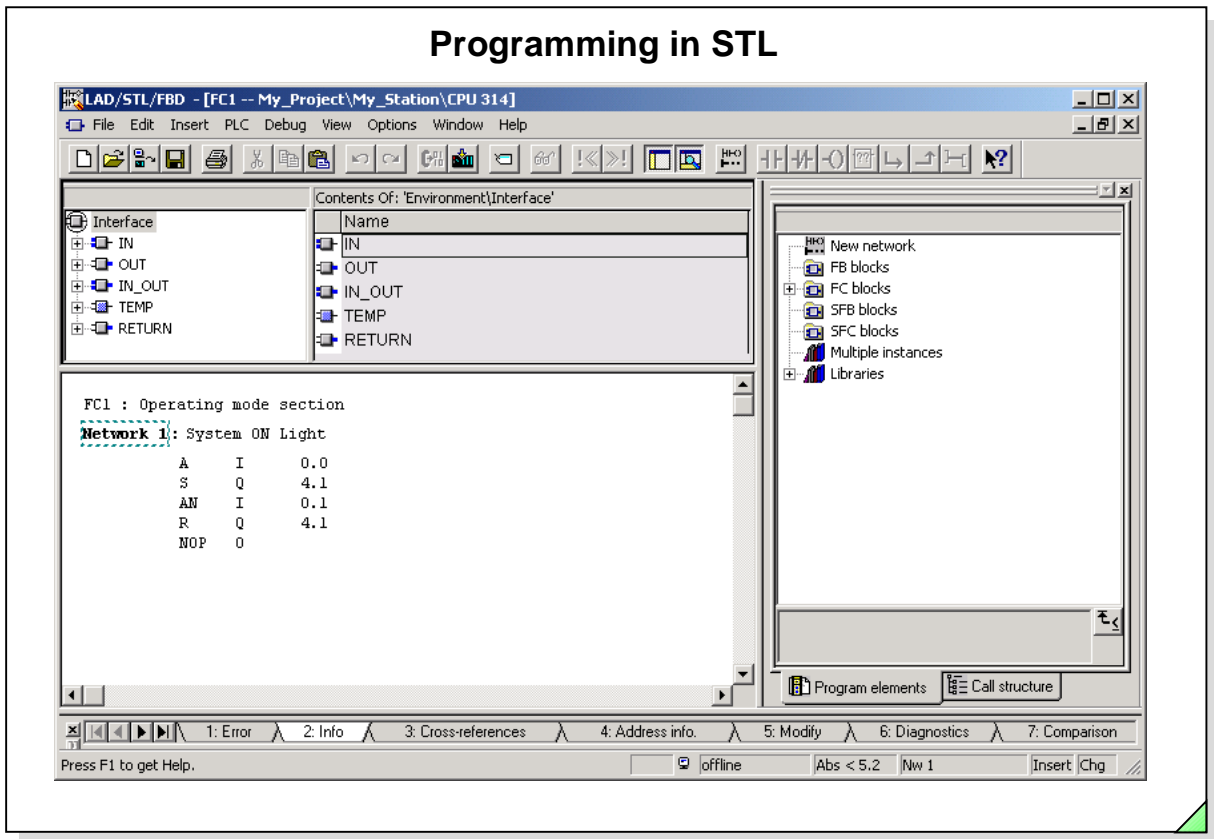 Programming in STL
LAD/STL/FBD - [FC1 -- My_Project\My_Station\CPU 314]
File Edit Insert PLC Debug View Options Window Help
Contents Of: 'Environment\Interface'
Interface
IN
OUT
IN_OUT
TEMP
RETURN
Name
IN
OUT
IN_OUT
TEMP
RETURN
New network
FB blocks
FC blocks
SFB blocks
SFC blocks
Multiple instances
Libraries
FC1 : Operating mode section
Network 1: System ON Light
A I 0.0
S Q 4.1
AN I 0.1
R Q 4.1
NOP 0
Program elements Call structure
1: Error 2: Info 3: Cross-references 4: Address info. 5: Modify 6: Diagnostics 7: Comparison
Press F1 to get Help. offline Abs < 5.2 Nw 1 Insert Chg